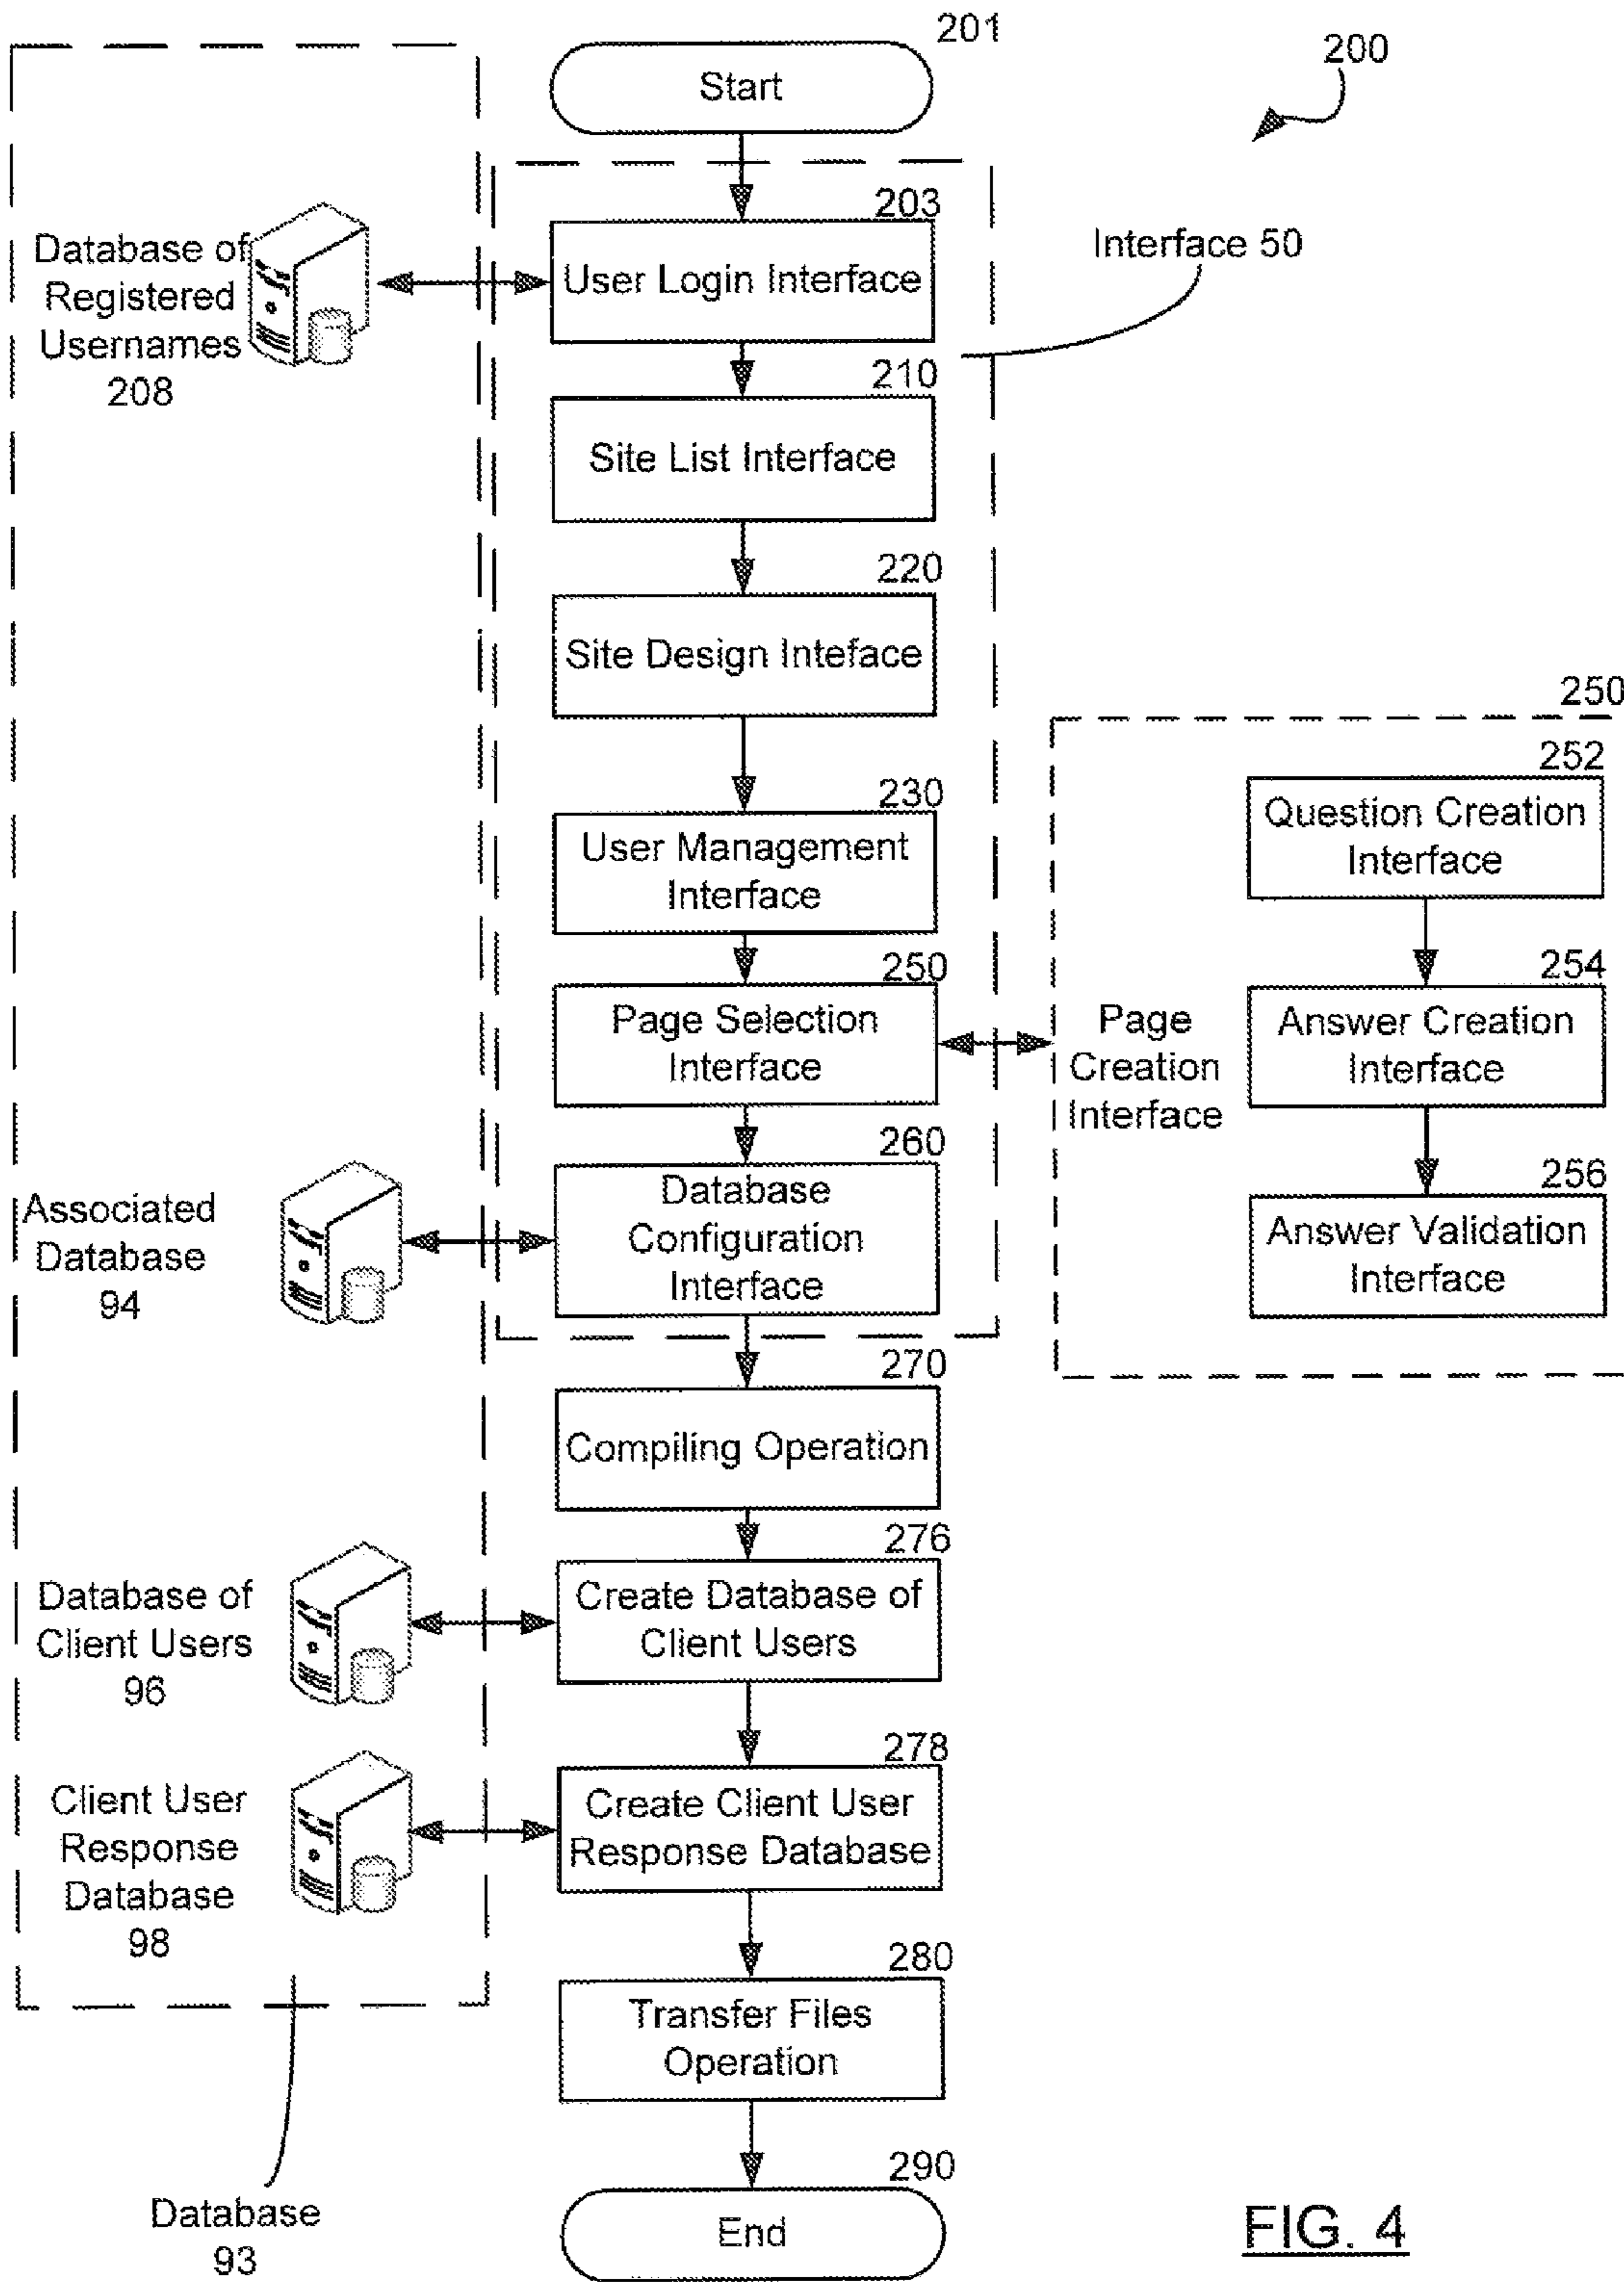 201
Start
200
203
Database of
Registered
Usernames
208
User Login Interface
Interface 50
210
Site List Interface
220
Site Design Inteface
250
252
Question Creation
Interface
230
User Management
Interface
250
Page Selection
Interface
Page
Creation
Interface
254
Answer Creation
Interface
256
Answer Validation
Interface
260
Database
Configuration
Interface
Associated
Database
94
270
Compiling Operation
276
Create Database of
Client Users
Database of
Client Users
96
278
Create Client User
Response Database
Client User
Response
Database
98
280
Transfer Files
Operation
290
End
Database
93
FIG. 4